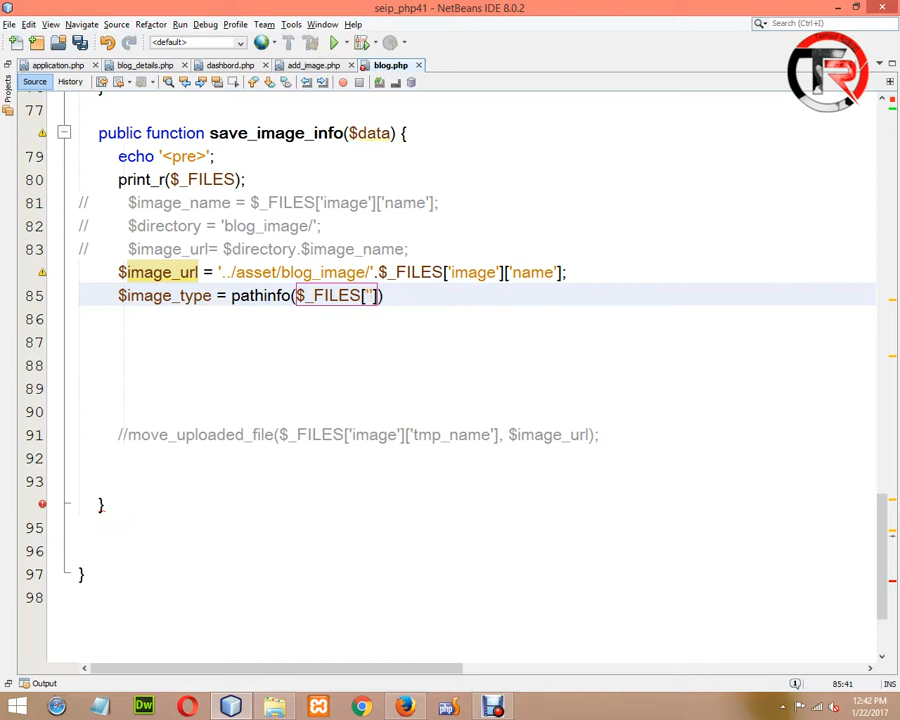 seip_php41 - NetBeans IDE 8.0.2
File Edit View Navigate Source Refactor Run Debug Profile Team Tools Window Help
<default>
Search (Ctrl+I)
application.php blog_details.php dashbord.php add_image.php blog.php
Source History
Projects
77
public function save_image_info($data) {
79 echo '<pre>';
80 print_r($_FILES);
81 // $image_name = $_FILES['image']['name'];
82 // $directory = 'blog_image/';
83 // $image_url= $directory.$image_name;
$image_url = '../asset/blog_image/'.$_FILES['image']['name'];
85 $image_type = pathinfo($_FILES[''])
86
87
88
89
90
91 //move_uploaded_file($_FILES['image']['tmp_name'], $image_url);
92
93
}
95
96
97 }
98
Output
85:41 INS
Dw
php
12:42 PM
1/22/2017